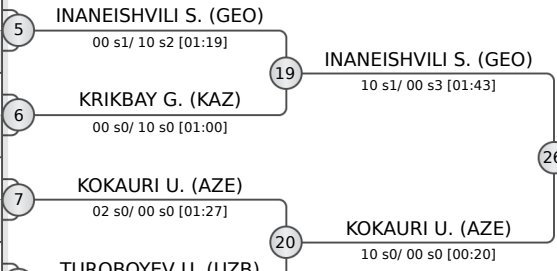 INANEISHVILI S. (GEO)
5
00 s1/ 10 s2 [01:19]
19
INANEISHVILI S. (GEO)
10 s1/ 00 s3 [01:43]
KRIKBAY G. (KAZ)
6
00 s0/ 10 s0 [01:00]
26
KOKAURI U. (AZE)
7
02 s0/ 00 s0 [01:27]
20
KOKAURI U. (AZE)
10 s0/ 00 s0 [00:20]
TUROBOYEV U. (UZB)